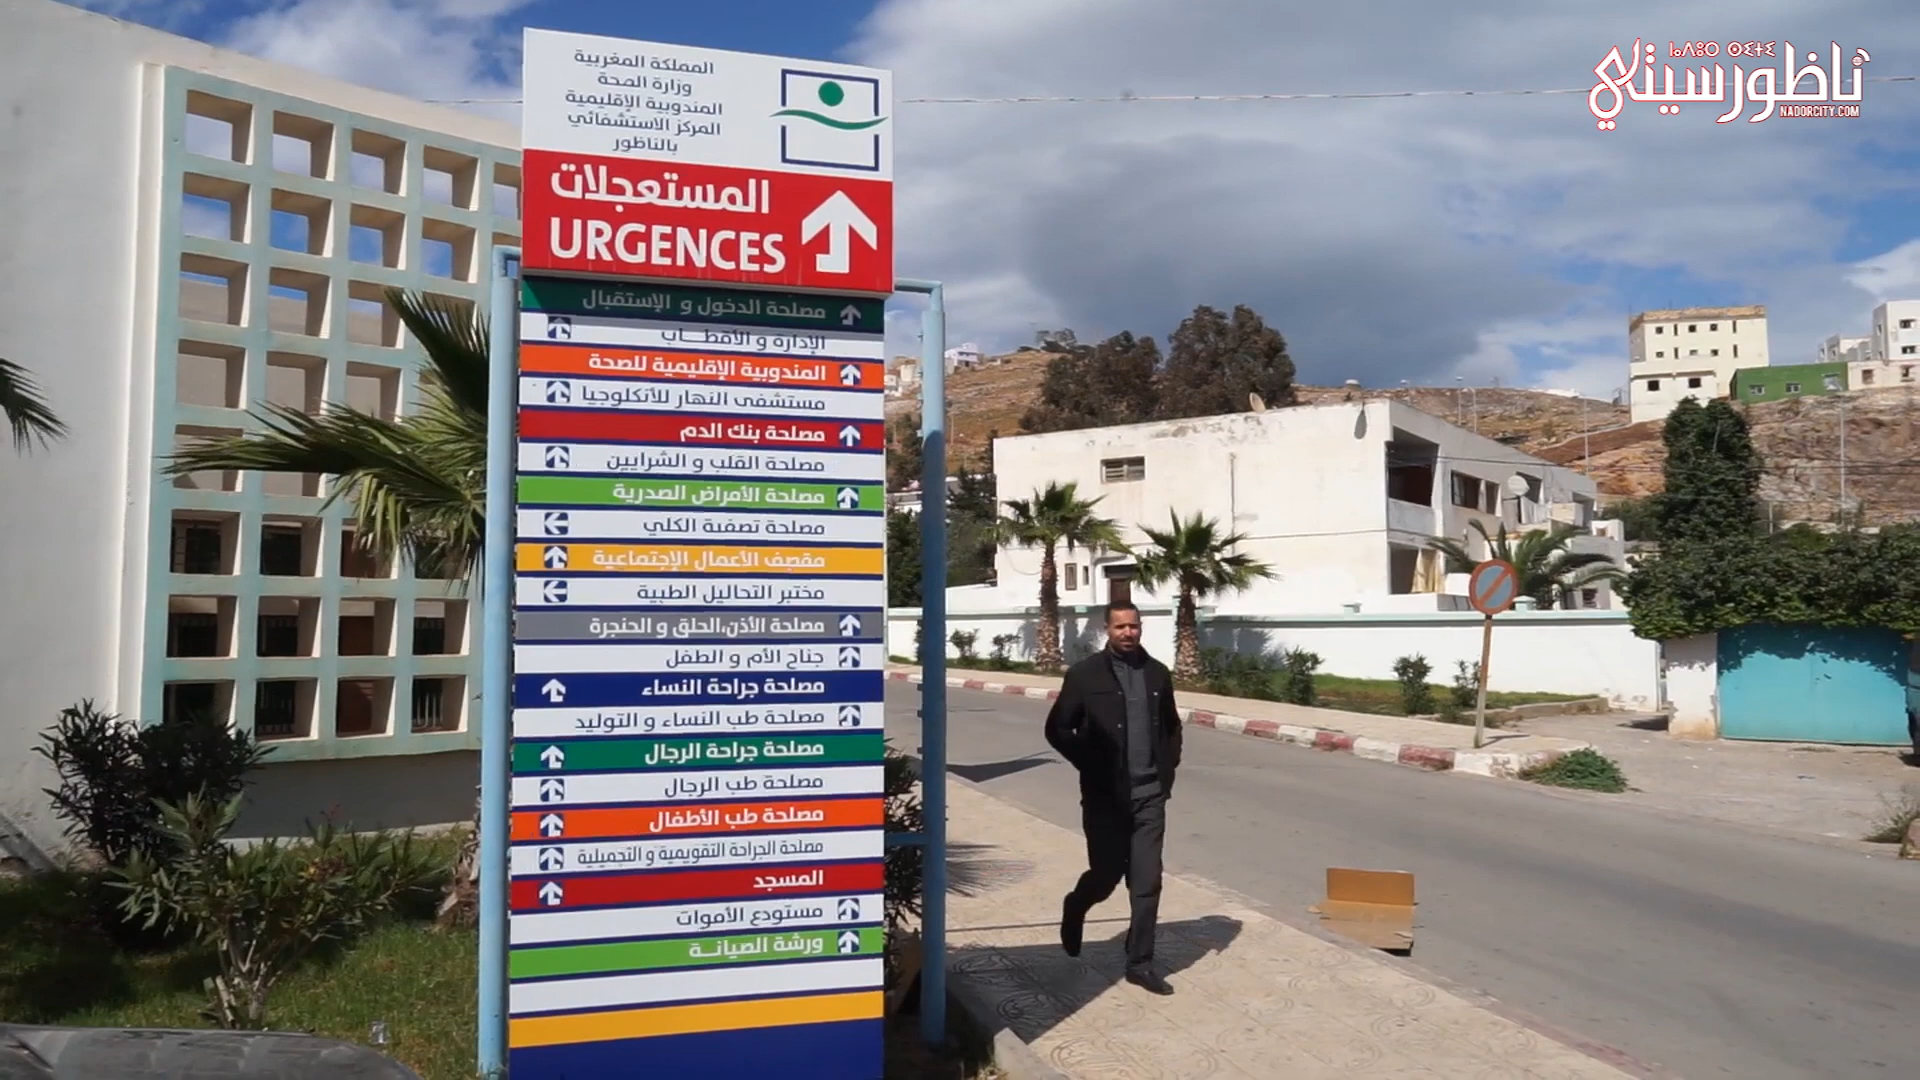 ⴰⴷⵓⵔ ⵙⵉⵜⵉ
ناظورسيتي
NADORCITY.COM
المملكة المغربية
وزارة الصحة
المندوبية الإقليمية
المركز الاستشفائي
بالناظور
المستعجلات
URGENCES
مصلحة الدخول و الإستقبال
الإدارة و الأقطاب
المندوبية الإقليمية للصحة
مستشفى النهار للأنكلوجيا
مصلحة بنك الدم
مصلحة القلب و الشرايين
مصلحة الأمراض الصدرية
مصلحة تصفية الكلي
مقصف الأعمال الإجتماعية
مختبر التحاليل الطبية
مصلحة الأذن،الحلق و الحنجرة
جناح الأم و الطفل
مصلحة جراحة النساء
مصلحة طب النساء و التوليد
مصلحة جراحة الرجال
مصلحة طب الرجال
مصلحة طب الأطفال
مصلحة الجراحة التقويمية و التجميلية
المسجد
مستودع الأموات
ورشة الصيانة